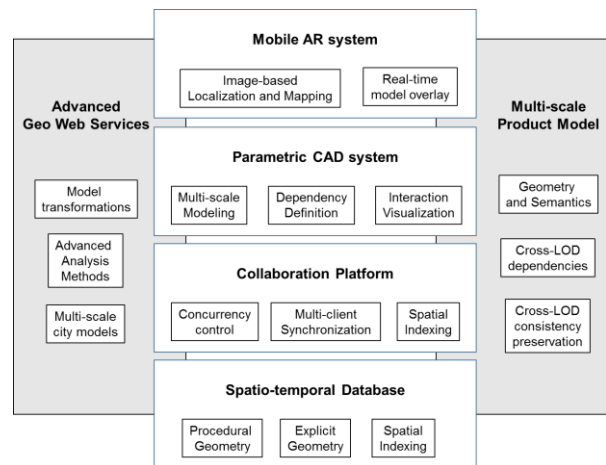 Mobile AR system
Image-based
Localization and Mapping
Real-time
model overlay
Advanced
Geo Web Services
Model
transformations
Advanced
Analysis
Methods
Multi-scale
city models
Parametric CAD system
Multi-scale
Modeling
Dependency
Definition
Interaction
Visualization
Collaboration Platform
Concurrency
control
Multi-client
Synchronization
Spatial
Indexing
Spatio-temporal Database
Procedural
Geometry
Explicit
Geometry
Spatial
Indexing
Multi-scale
Product Model
Geometry
and Semantics
Cross-LOD
dependencies
Cross-LOD
consistency
preservation